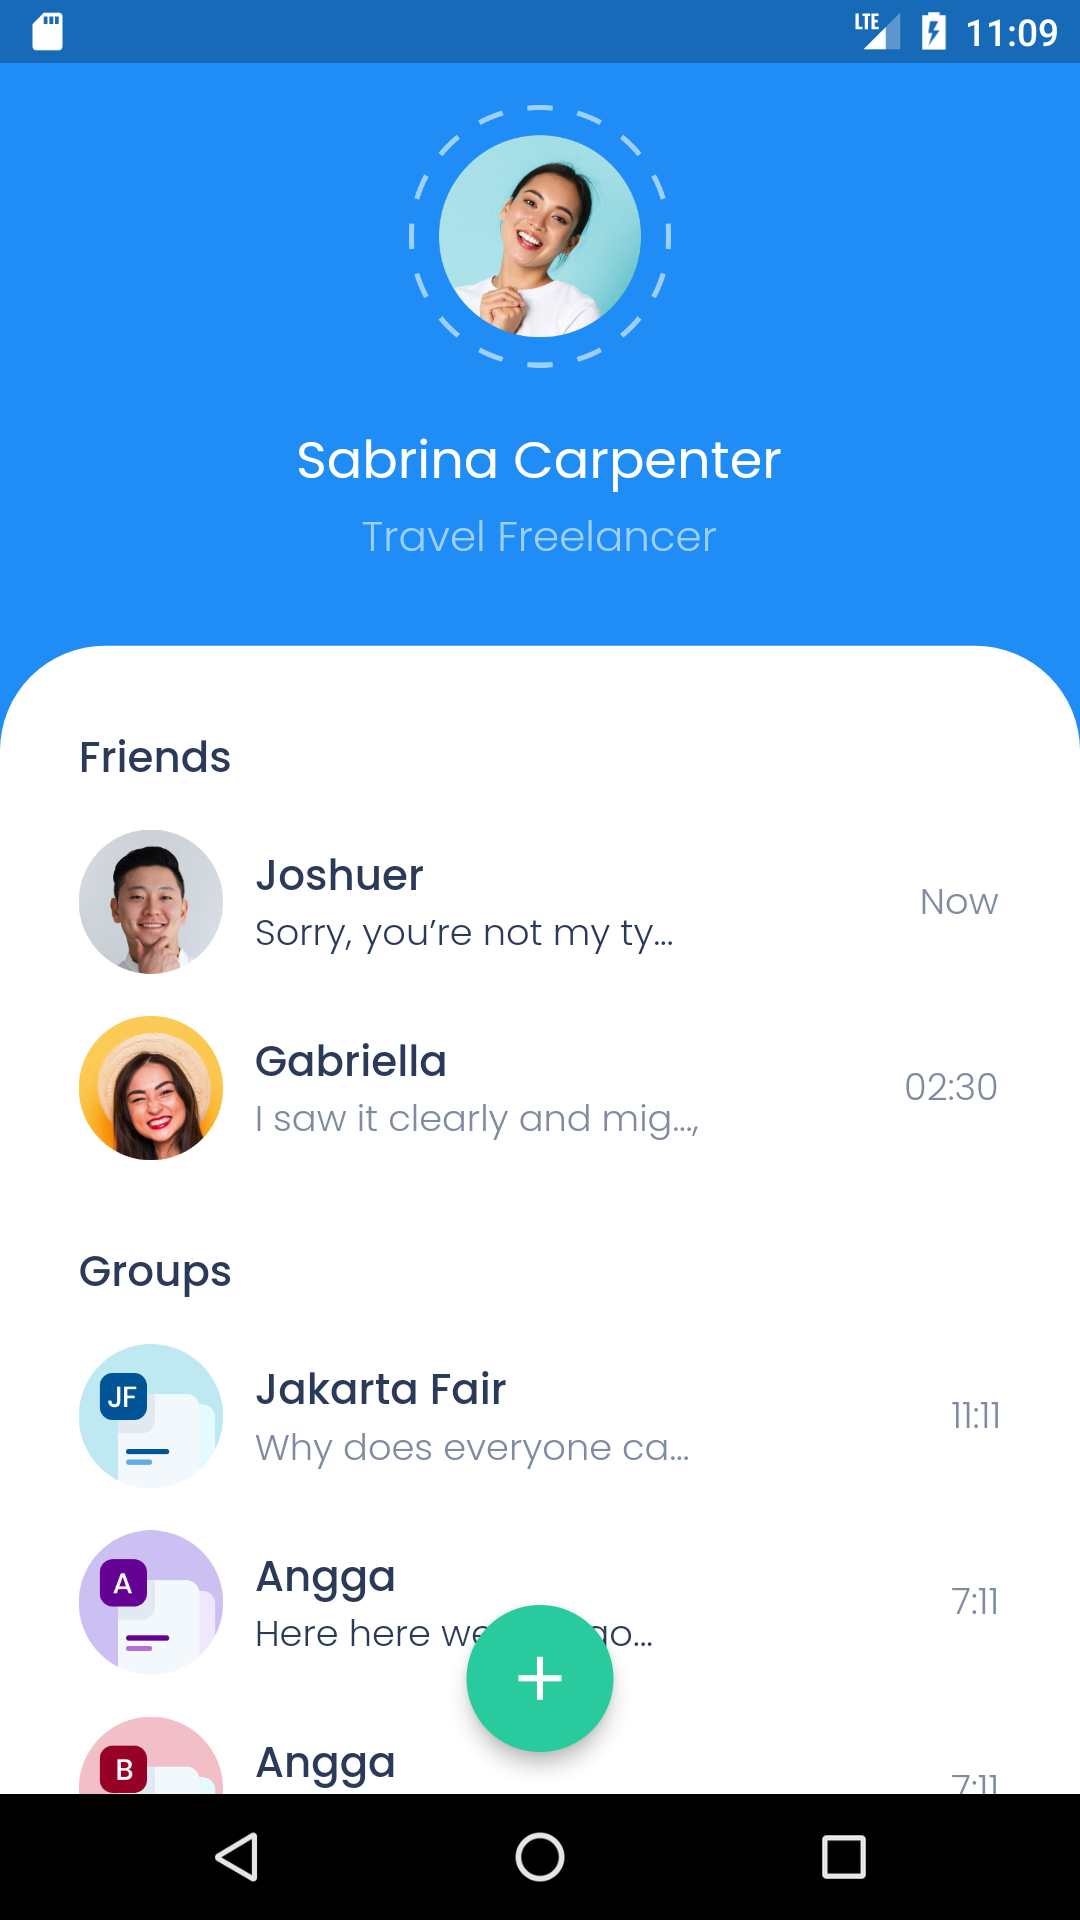 LTE 11:09
Sabrina Carpenter
Travel Freelancer
Friends
Joshuer
Sorry, you’re not my ty...
Now
Gabriella
I saw it clearly and mig...,
02:30
Groups
JF
Jakarta Fair
Why does everyone ca...
11:11
A
Angga
Here here we go...
7:11
B
Angga
7:11